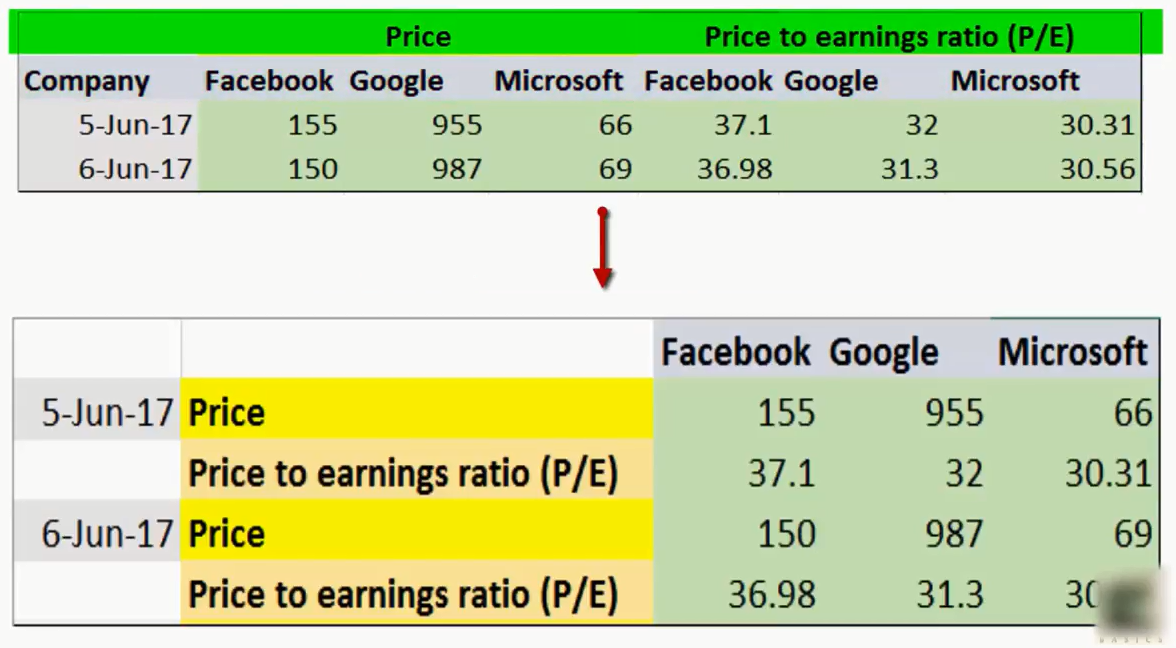 Price Price to earnings ratio (P/E)
Company Facebook Google Microsoft Facebook Google Microsoft
5-Jun-17 155 955 66 37.1 32 30.31
6-Jun-17 150 987 69 36.98 31.3 30.56
Facebook Google Microsoft
5-Jun-17 Price 155 955 66
Price to earnings ratio (P/E) 37.1 32 30.31
6-Jun-17 Price 150 987 69
Price to earnings ratio (P/E) 36.98 31.3
BASICS